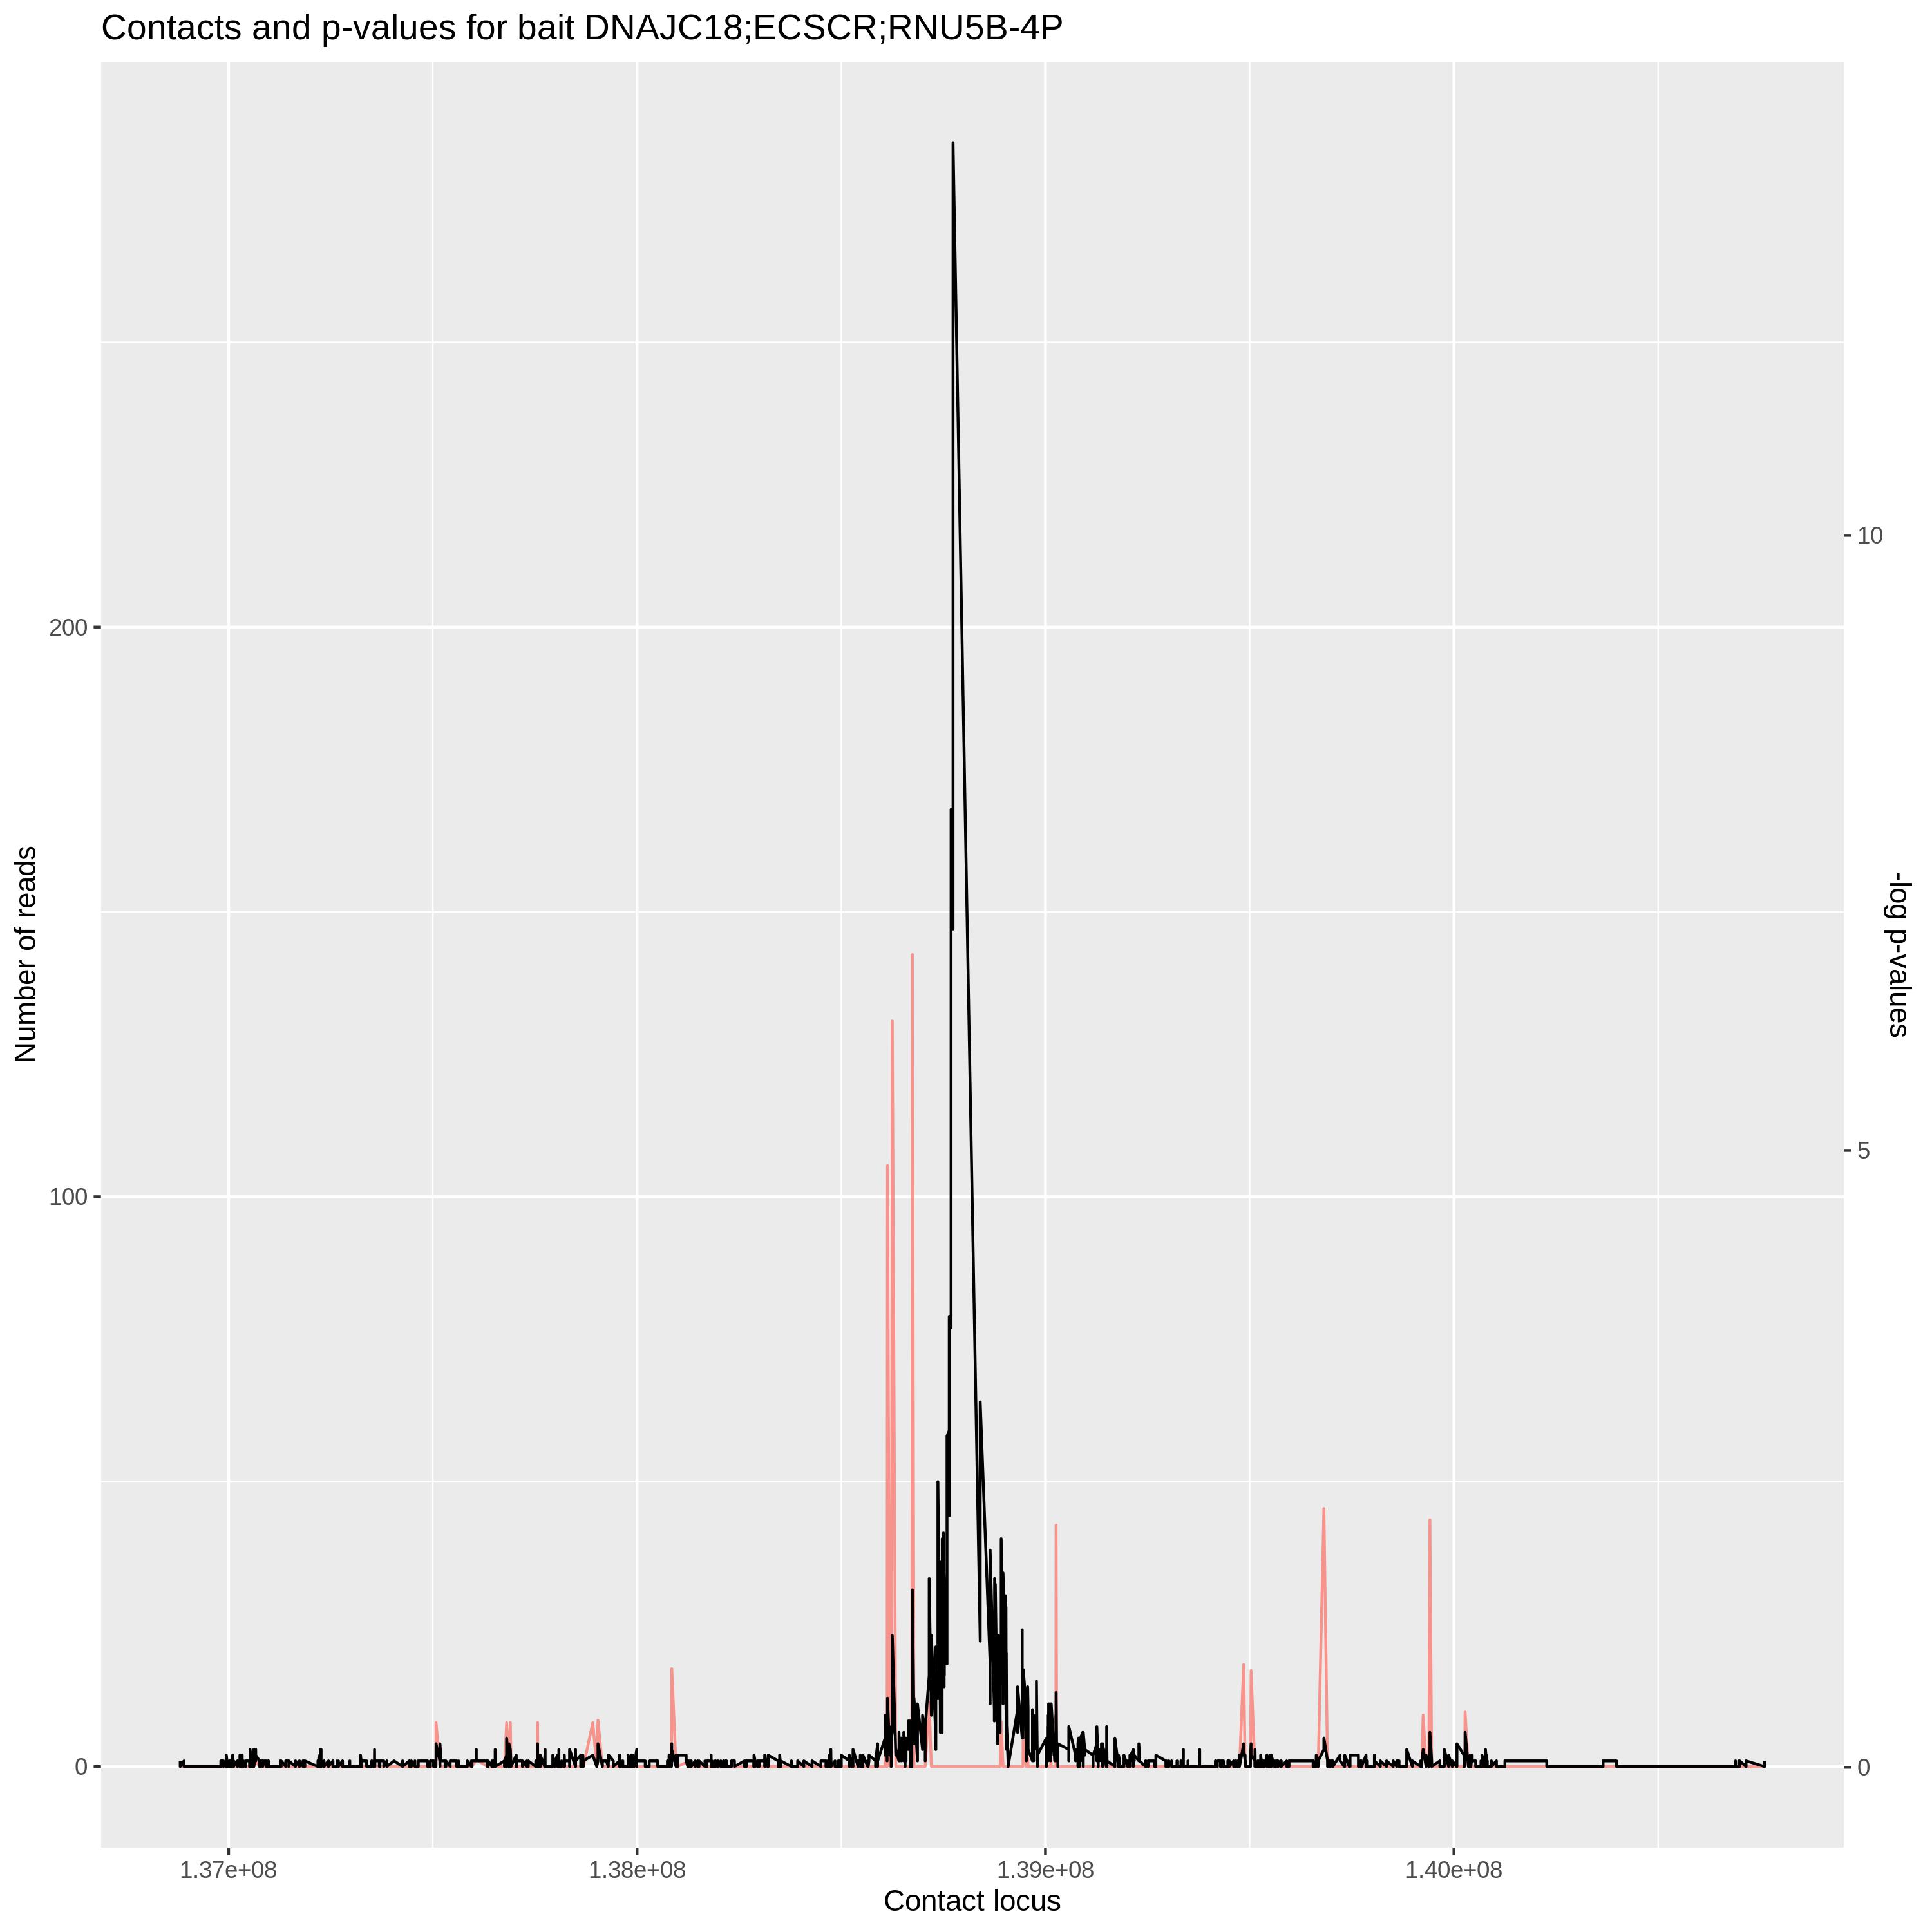 Contacts and p-values for bait DNAJC18;ECSCR;RNU5B-4P
Number of reads
200
100
0
10
5
0
-log p-values
1.37e+08
1.38e+08
1.39e+08
1.40e+08
Contact locus